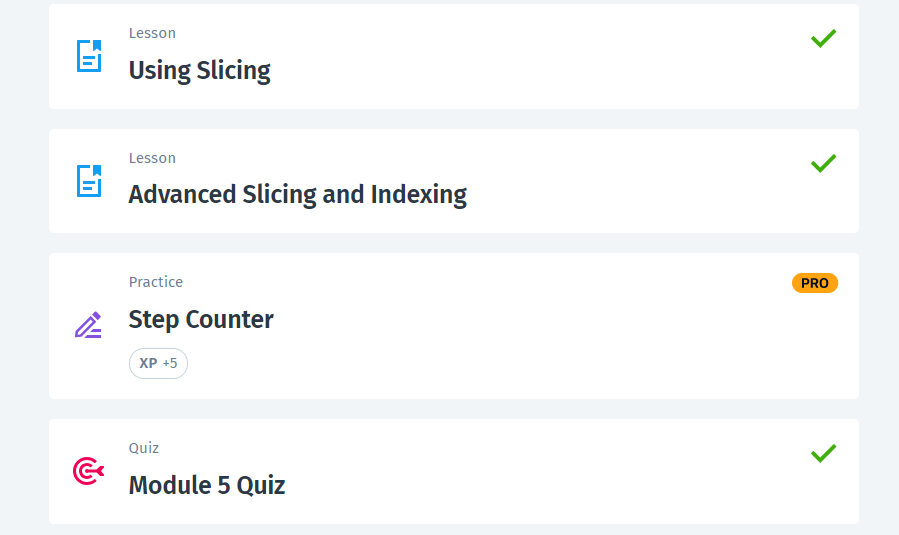 Lesson
Using Slicing
Lesson
Advanced Slicing and Indexing
Practice
PRO
Step Counter
XP +5
Quiz
Module 5 Quiz